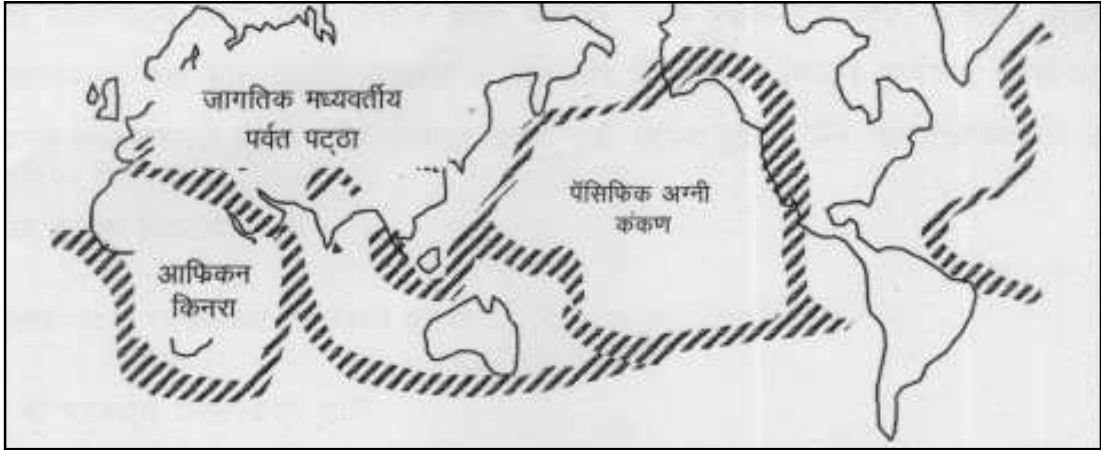 जागतिक मध्यवर्तीय
पर्वत पट्ठा
पॅसिफिक अग्नी
कंकण
आफ्रिकन
किनरा